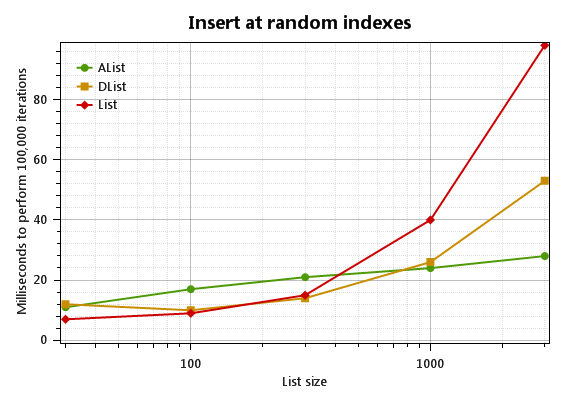 Insert at random indexes
AList
DList
List
Milliseconds to perform 100,000 iterations
80
60
40
20
0
100
1000
List size